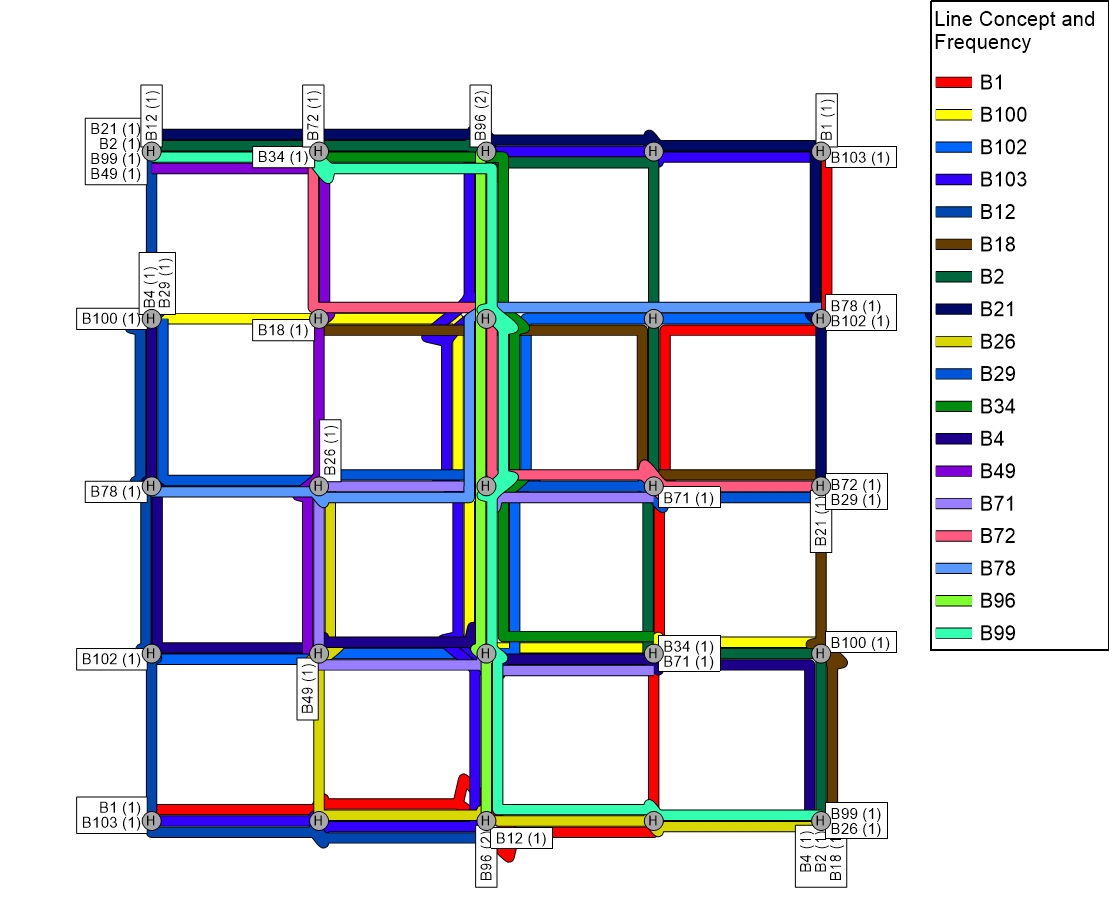 B12 (1)
B72 (1)
B96 (2)
B1 (1)
B21 (1)
B2 (1)
B99 (1)
B49 (1)
B34 (1)
B103 (1)
H H H H H
B4 (1)
B29 (1)
B100 (1)
B18 (1)
B78 (1)
B102 (1)
H H H H H
B26 (1)
B78 (1)
B71 (1)
B72 (1)
B29 (1)
H H H H H
B21 (1)
B102 (1)
B34 (1)
B71 (1)
B100 (1)
H H H H H
B49 (1)
B1 (1)
B103 (1)
B12 (1)
B99 (1)
B26 (1)
H H H H H
B96 (2)
B4 (1)
B2 (1)
B18 (1)
Line Concept and
Frequency
B1
B100
B102
B103
B12
B18
B2
B21
B26
B29
B34
B4
B49
B71
B72
B78
B96
B99